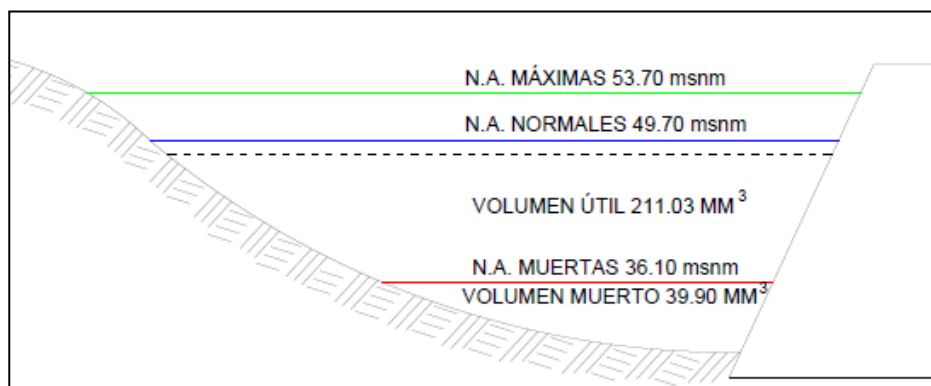 N.A. MÁXIMAS 53.70 msnm
N.A. NORMALES 49.70 msnm
VOLUMEN ÚTIL 211.03 MM³
N.A. MUERTAS 36.10 msnm
VOLUMEN MUERTO 39.90 MM³